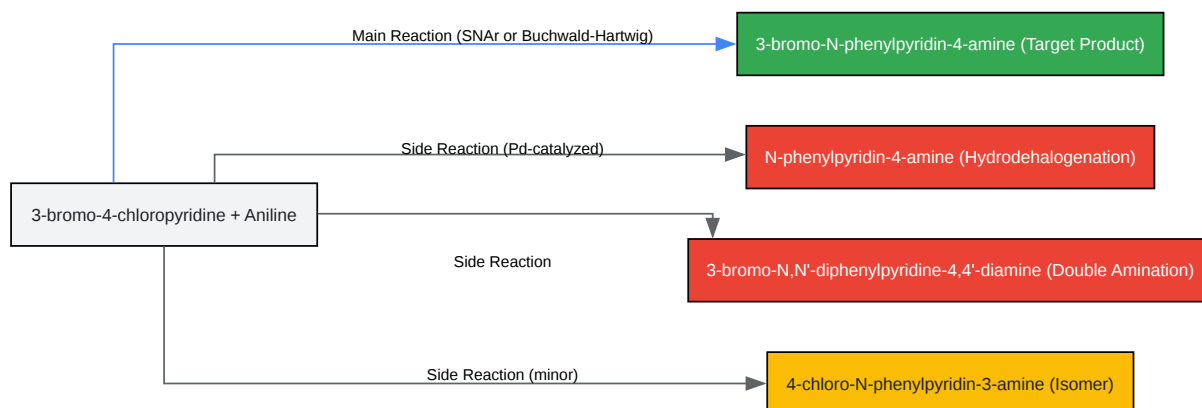 Main Reaction (SNAr or Buchwald-Hartwig)
3-bromo-N-phenylpyridin-4-amine (Target Product)
Side Reaction (Pd-catalyzed)
N-phenylpyridin-4-amine (Hydrodehalogenation)
3-bromo-4-chloropyridine + Aniline
Side Reaction
3-bromo-N,N'-diphenylpyridine-4,4'-diamine (Double Amination)
Side Reaction (minor)
4-chloro-N-phenylpyridin-3-amine (Isomer)